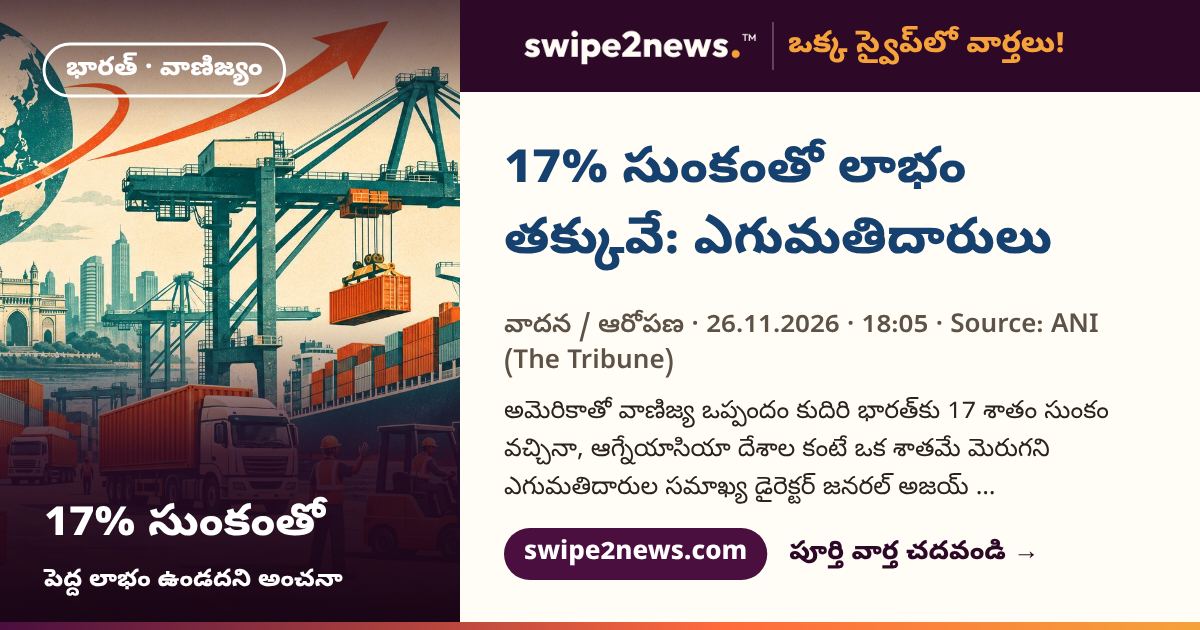 భారత్ · వాణిజ్యం
17% సుంకంతో
పెద్ద లాభం ఉండదని అంచనా
swipe2news.™ ఒక్క స్వైప్‌లో వార్తలు!
17% సుంకంతో లాభం
తక్కువే: ఎగుమతిదారులు
వాదన / ఆరోపణ · 26.11.2026 · 18:05 · Source: ANI
(The Tribune)
అమెరికాతో వాణిజ్య ఒప్పందం కుదిరి భారత్‌కు 17 శాతం సుంకం
వచ్చినా, ఆగ్నేయాసియా దేశాల కంటే ఒక శాతమే మెరుగని
ఎగుమతిదారుల సమాఖ్య డైరెక్టర్ జనరల్ అజయ్ ...
swipe2news.com పూర్తి వార్త చదవండి →